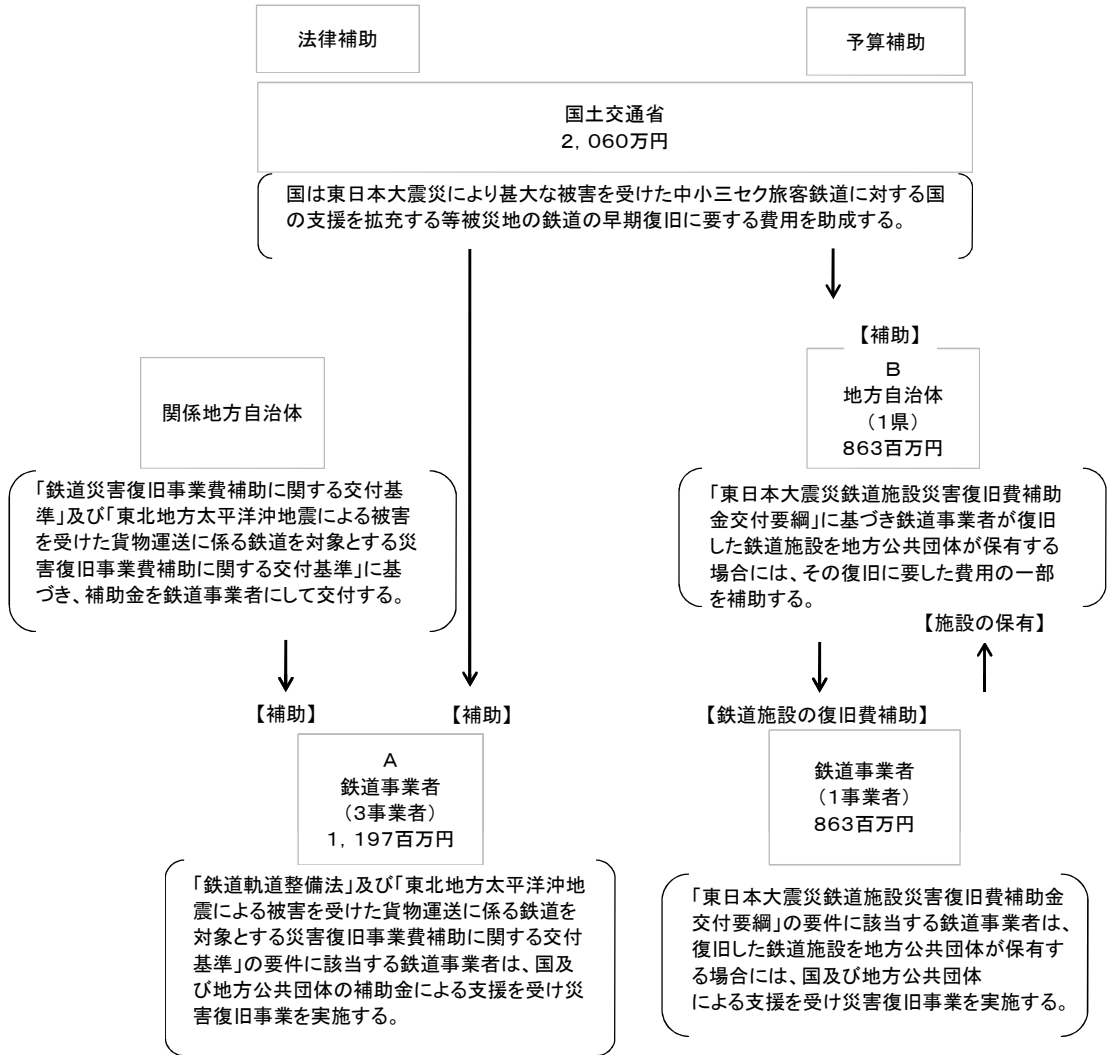 法律補助
予算補助
国土交通省
2，060万円
国は東日本大震災により甚大な被害を受けた中小三セク旅客鉄道に対する国
の支援を拡充する等被災地の鉄道の早期復旧に要する費用を助成する。
関係地方自治体
「鉄道災害復旧事業費補助に関する交付基
準」及び「東北地方太平洋沖地震による被害
を受けた貨物運送に係る鉄道を対象とする災
害復旧事業費補助に関する交付基準」に基
づき、補助金を鉄道事業者にして交付する。
【補助】
B
地方自治体
（1県）
863百万円
「東日本大震災鉄道施設災害復旧費補助
金交付要綱」に基づき鉄道事業者が復旧
した鉄道施設を地方公共団体が保有する
場合には、その復旧に要した費用の一部
を補助する。
【施設の保有】
【補助】
【補助】
A
鉄道事業者
（3事業者）
1，197百万円
「鉄道軌道整備法」及び「東北地方太平洋沖地
震による被害を受けた貨物運送に係る鉄道を
対象とする災害復旧事業費補助に関する交付
基準」の要件に該当する鉄道事業者は、国及
び地方公共団体の補助金による支援を受け災
害復旧事業を実施する。
【鉄道施設の復旧費補助】
鉄道事業者
（1事業者）
863百万円
「東日本大震災鉄道施設災害復旧費補助金
交付要綱」の要件に該当する鉄道事業者は、
復旧した鉄道施設を地方公共団体が保有す
る場合には、国及び地方公共団体
による支援を受け災害復旧事業を実施する。